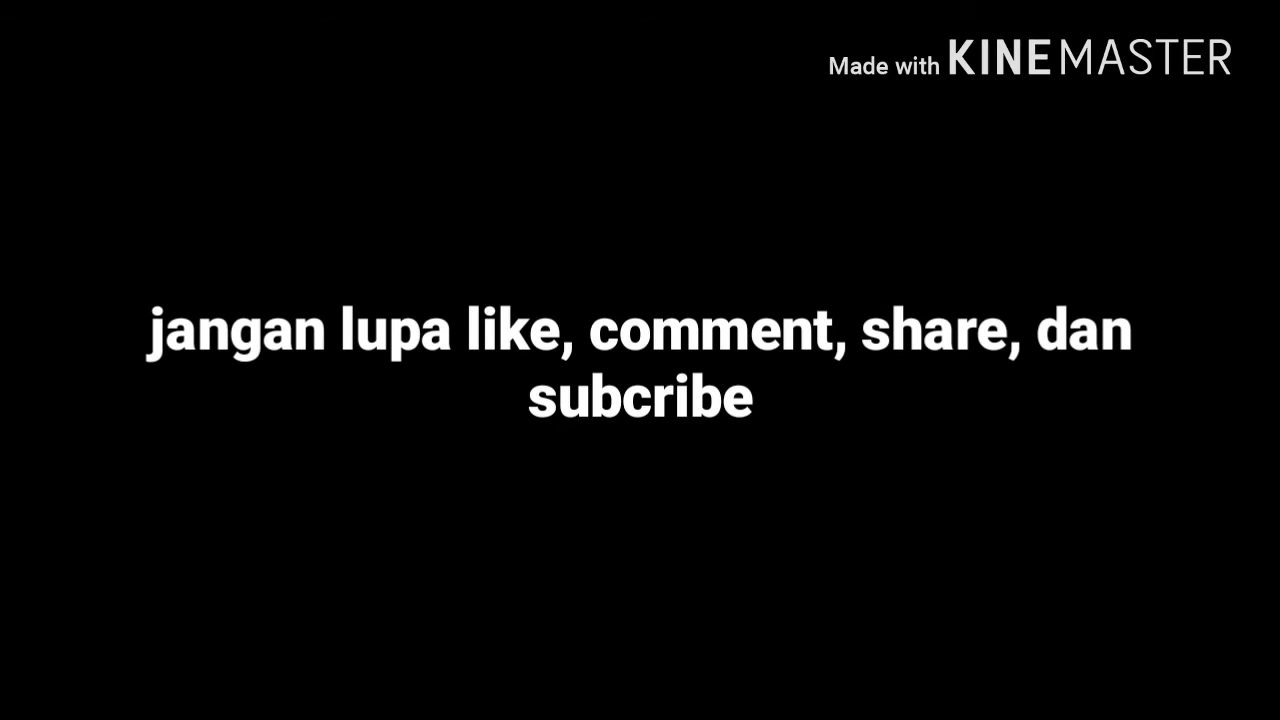 Made with KINEMASTER
jangan lupa like, comment, share, dan
subcribe